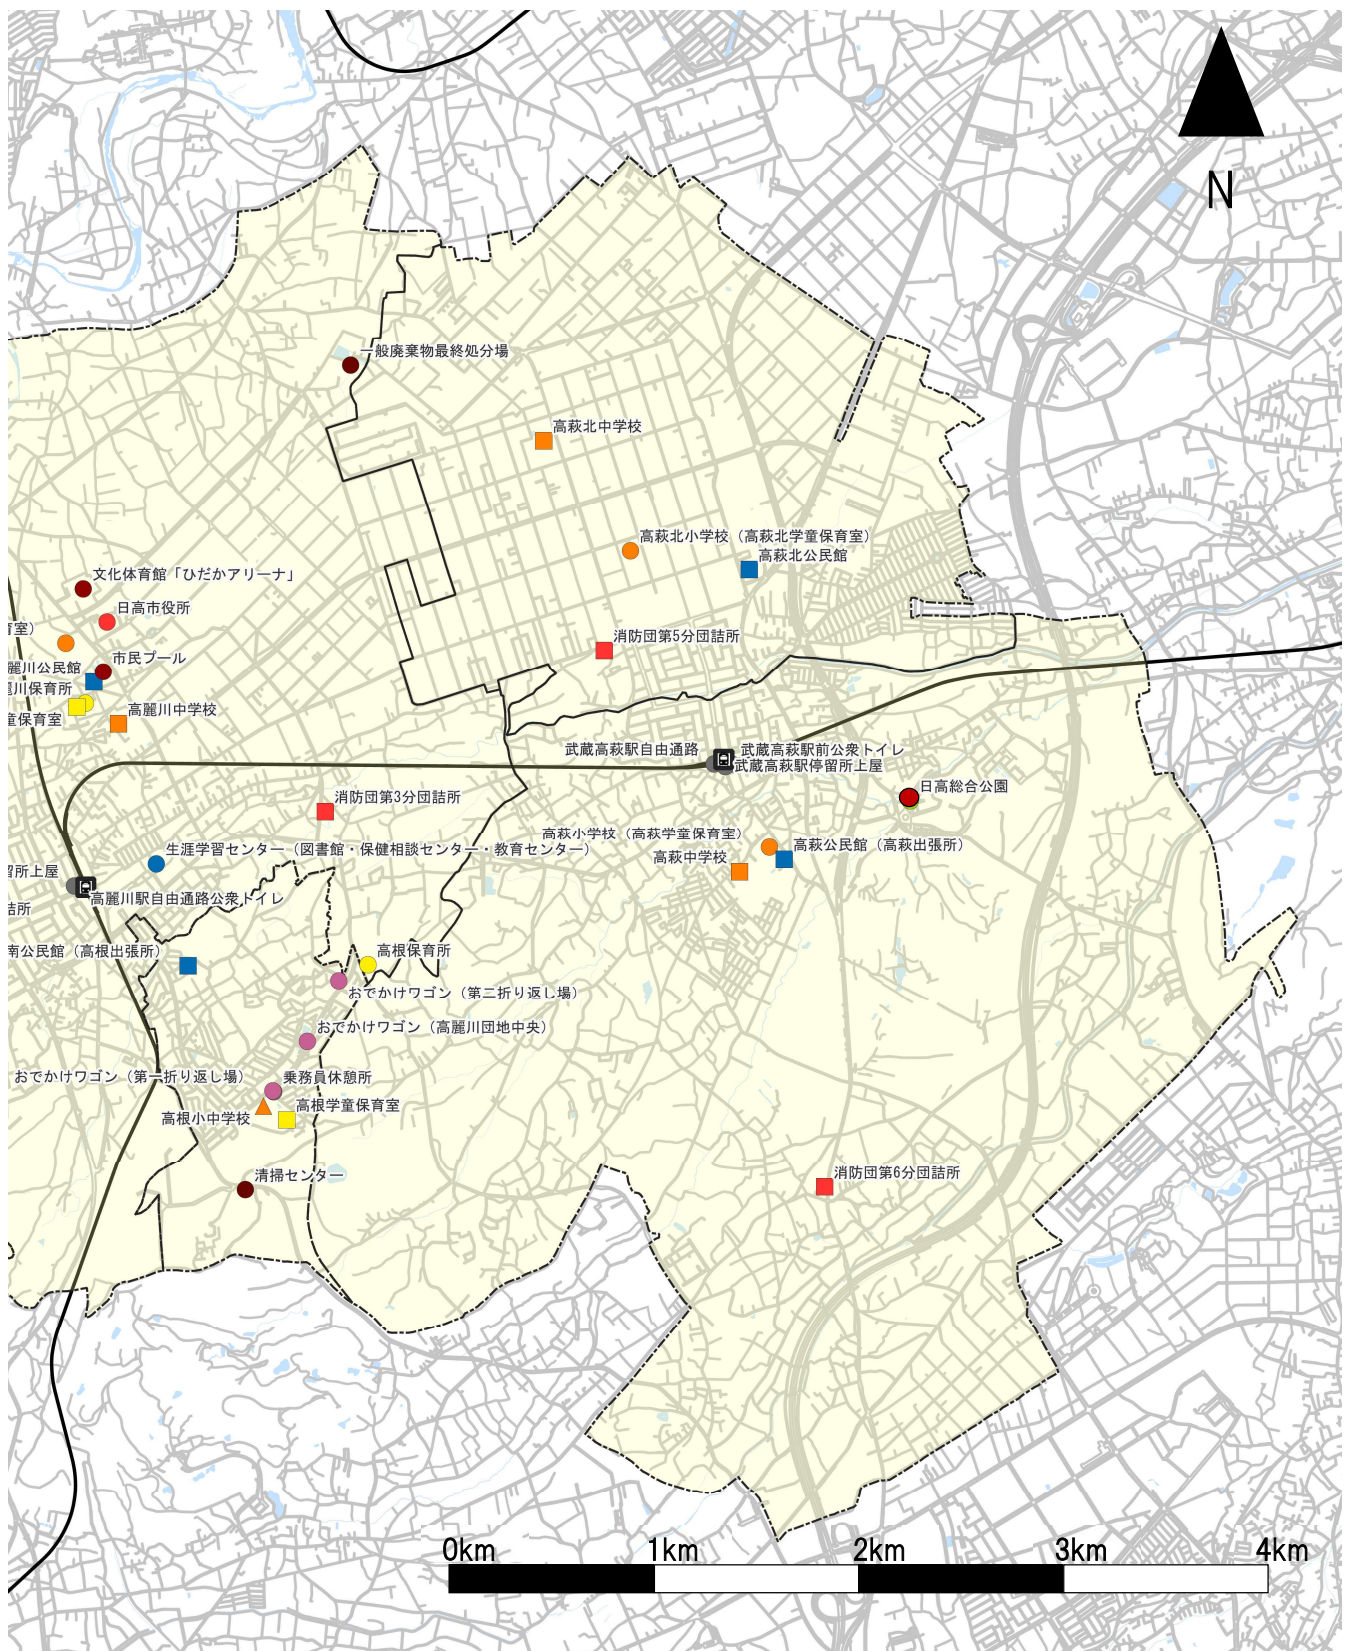 N
一般廃棄物最終処分場
高萩北中学校
高萩北小学校（高萩北学童保育室）
高萩北公民館
文化体育館「ひだかアリーナ」
日高市役所
育室）
消防団第5分団詰所
市民プール
麗川公民館
麗川保育所
高麗川中学校
童保育室
武蔵高萩駅自由通路
武蔵高萩駅前公衆トイレ
武蔵高萩駅停留所上屋
日高総合公園
消防団第3分団詰所
高萩小学校（高萩学童保育室）
生涯学習センター（図書館・保健相談センター・教育センター）
高萩公民館（高萩出張所）
高萩中学校
留所上屋
高麗川駅自由通路公衆トイレ
詰所
南公民館（高根出張所）
高根保育所
おでかけワゴン（第二折り返し場）
おでかけワゴン（高麗川団地中央）
おでかけワゴン（第一折り返し場）
乗務員休憩所
高根学童保育室
高根小中学校
清掃センター
消防団第6分団詰所
0km 1km 2km 3km 4km